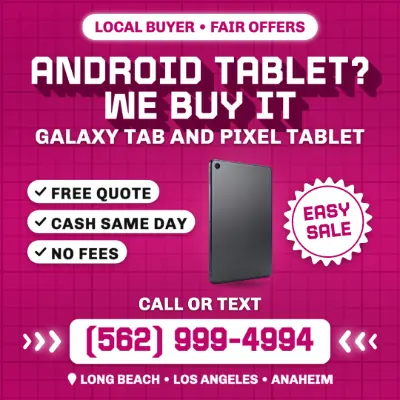 LOCAL BUYER • FAIR OFFERS
ANDROID TABLET?
WE BUY IT
GALAXY TAB AND PIXEL TABLET
FREE QUOTE
CASH SAME DAY
NO FEES
EASY
SALE
CALL OR TEXT
(562) 999-4994
LONG BEACH • LOS ANGELES • ANAHEIM